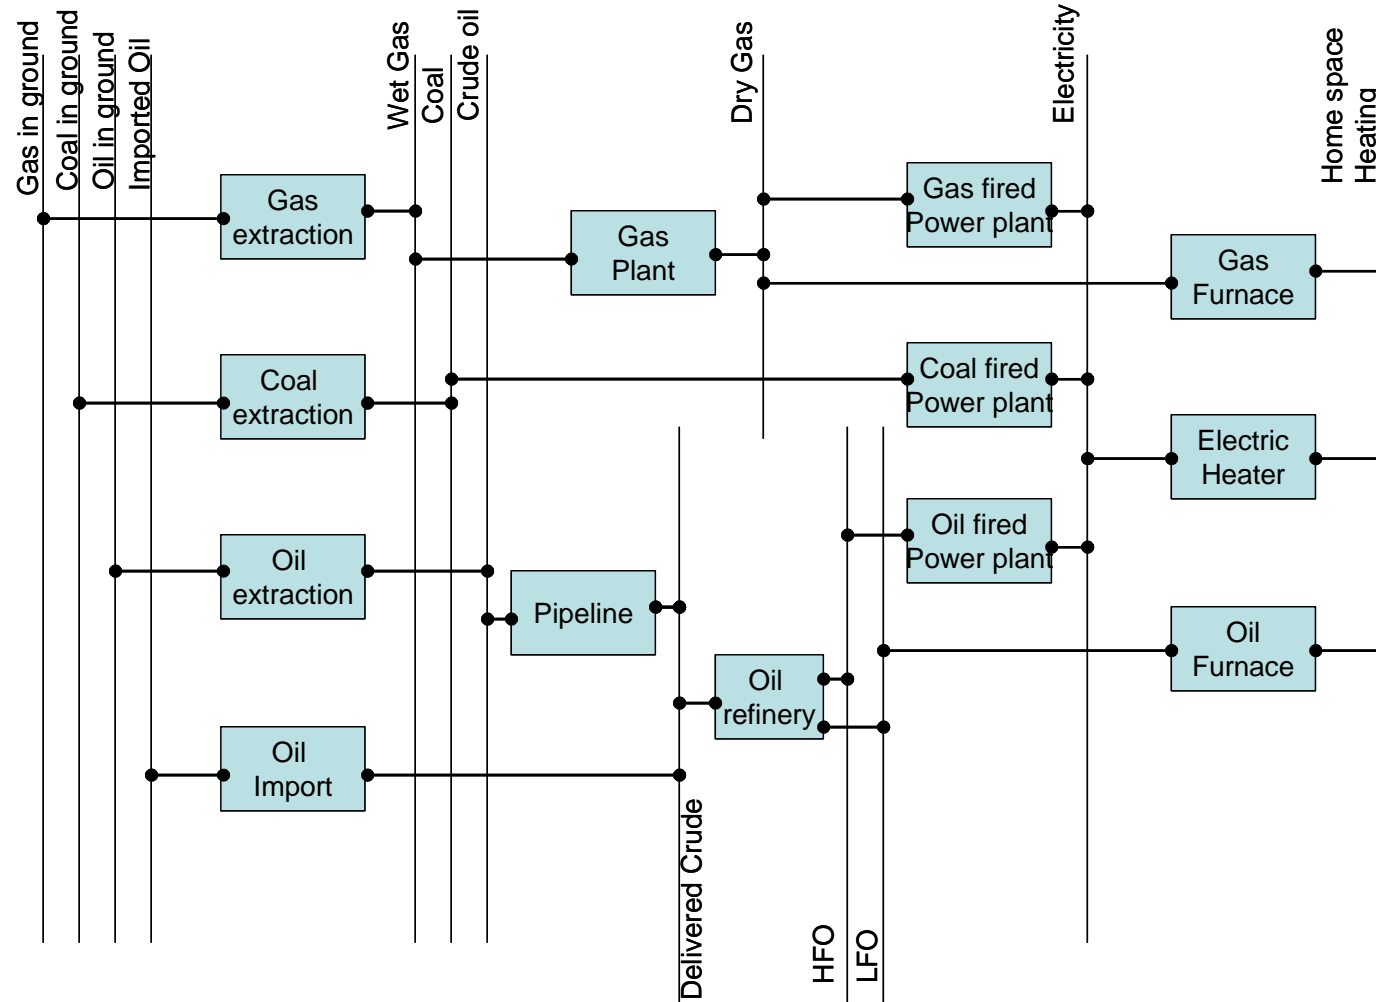 Gas in ground
Coal in ground
Oil in ground
Imported Oil
Wet Gas
Coal
Crude oil
Dry Gas
Electricity
Home space
Heating
Gas
extraction
Gas
Plant
Gas fired
Power plant
Gas
Furnace
Coal
extraction
Coal fired
Power plant
Electric
Heater
Oil
extraction
Pipeline
Oil fired
Power plant
Oil
Furnace
Oil
refinery
Oil
Import
Delivered Crude
HFO
LFO